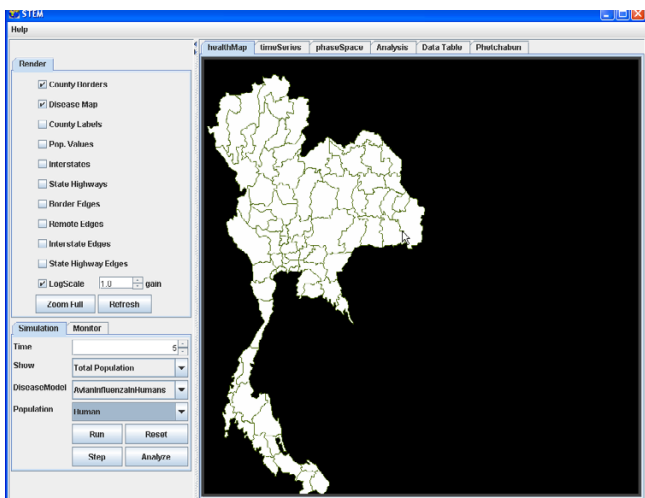 STEM
Help
healthMap timeSeries phaseSpace Analysis Data Table Phetchabun
Render
County Borders
Disease Map
County Labels
Pop. Values
Interstates
State Highways
Border Edges
Remote Edges
Interstate Edges
State Highway Edges
LogScale 1.0 gain
Zoom Full Refresh
Simulation Monitor
Time 5
Show Total Population
DiseaseModel AvianInfluenzaInHumans
Population Human
Run Reset
Step Analyze